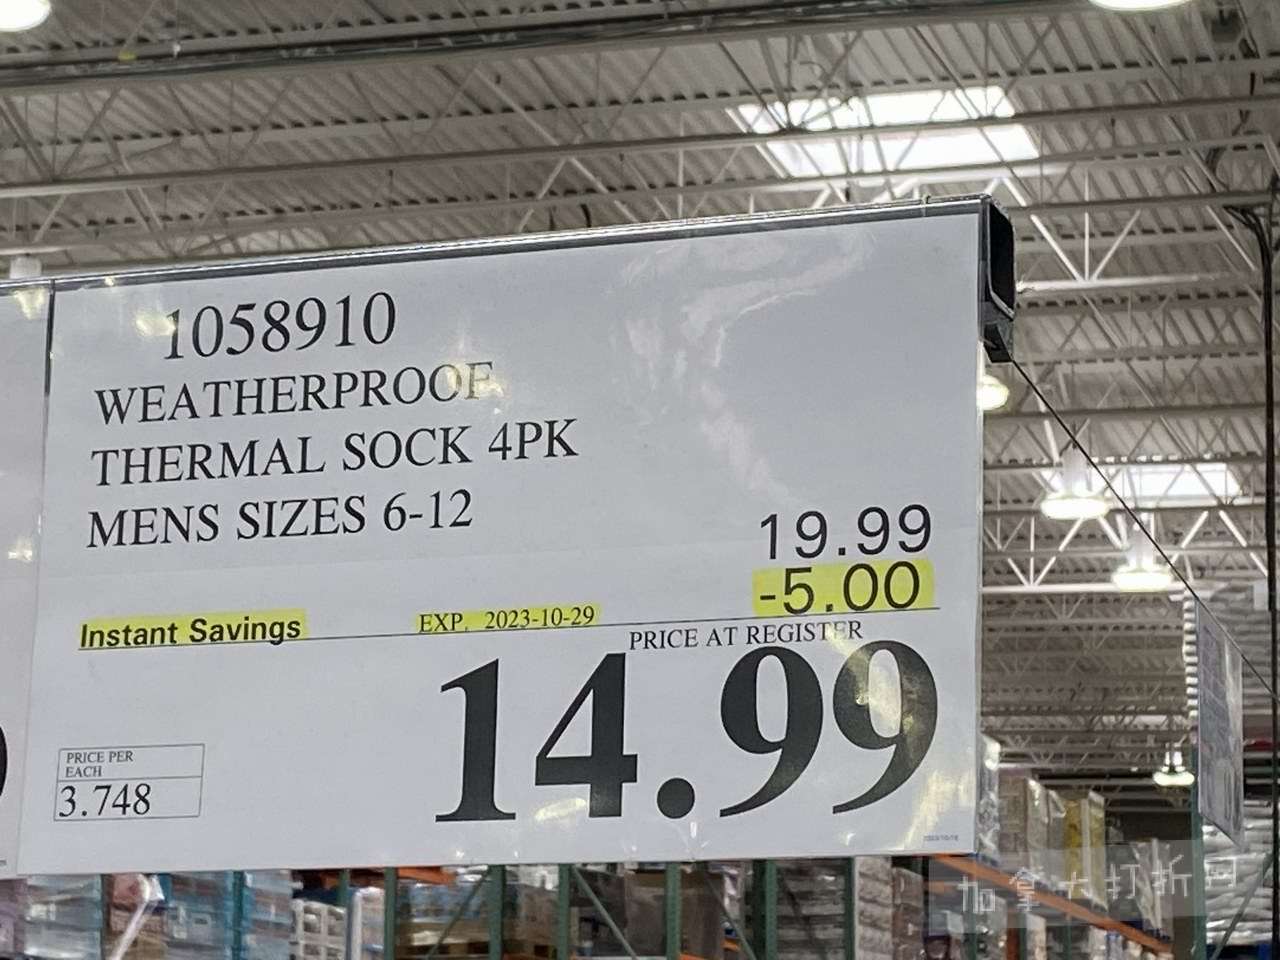 1058910
WEATHERPROOF
THERMAL SOCK 4PK
MENS SIZES 6-12
19.99
-5.00
Instant Savings EXP. 2023-10-29
PRICE AT REGISTER
14.99
PRICE PER
EACH
3.748
加拿大打折网